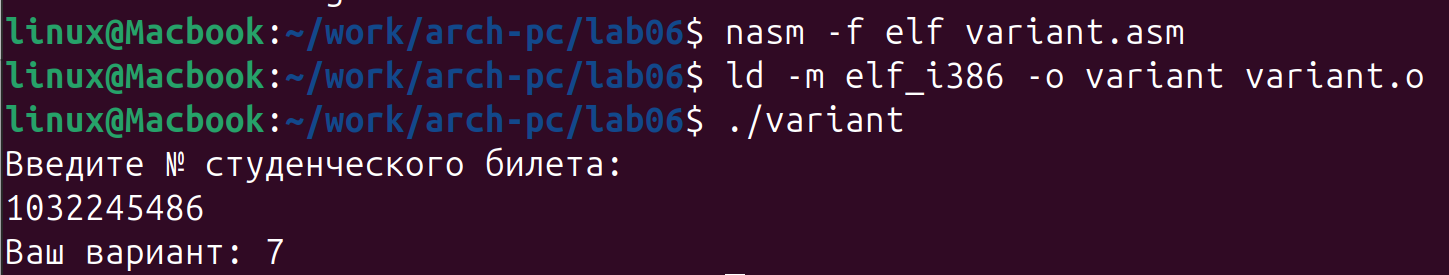 linux@Macbook:~/work/arch-pc/lab06$ nasm -f elf variant.asm
linux@Macbook:~/work/arch-pc/lab06$ ld -m elf_i386 -o variant variant.o
linux@Macbook:~/work/arch-pc/lab06$ ./variant
Введите № студенческого билета:
1032245486
Ваш вариант: 7